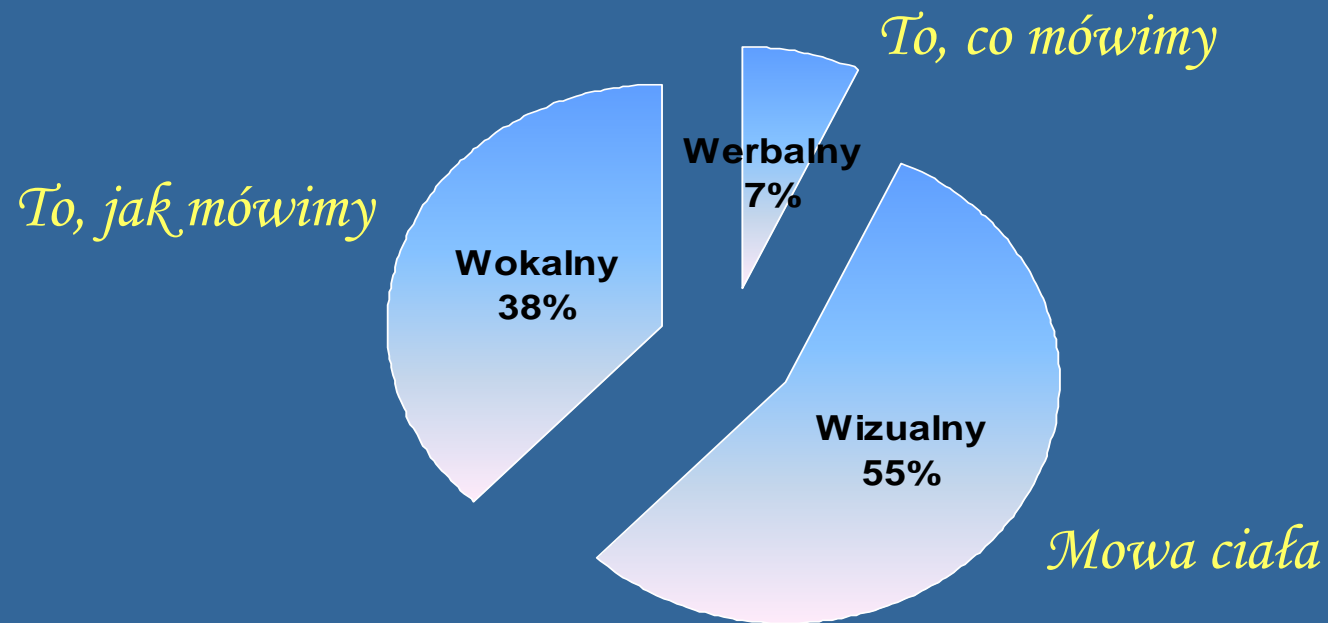 To, co mówimy
Werbalny
7%
To, jak mówimy
Wokalny
38%
Wizualny
55%
Mowa ciała